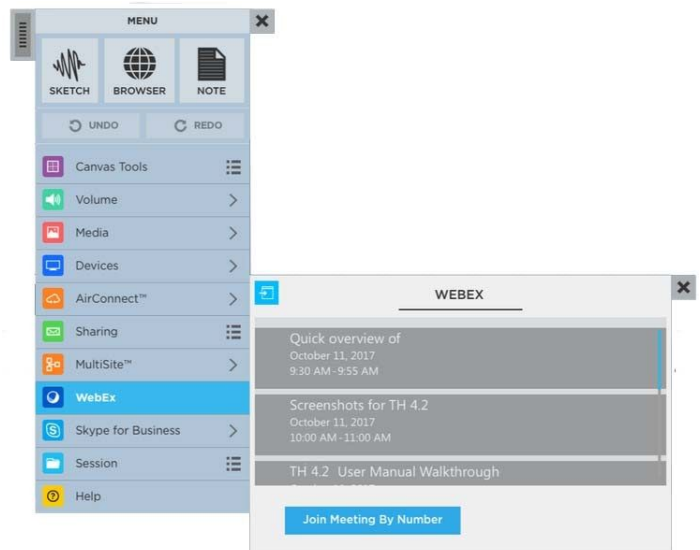 MENU
SKETCH
BROWSER
NOTE
UNDO
REDO
Canvas Tools
Volume
Media
Devices
AirConnect™
Sharing
MultiSite™
WebEx
Skype for Business
Session
Help
WEBEX
Quick overview of
October 11, 2017
9:30 AM-9:55 AM
Screenshots for TH 4.2
October 11, 2017
10:00 AM-11:00 AM
TH 4.2 User Manual Walkthrough
Join Meeting By Number